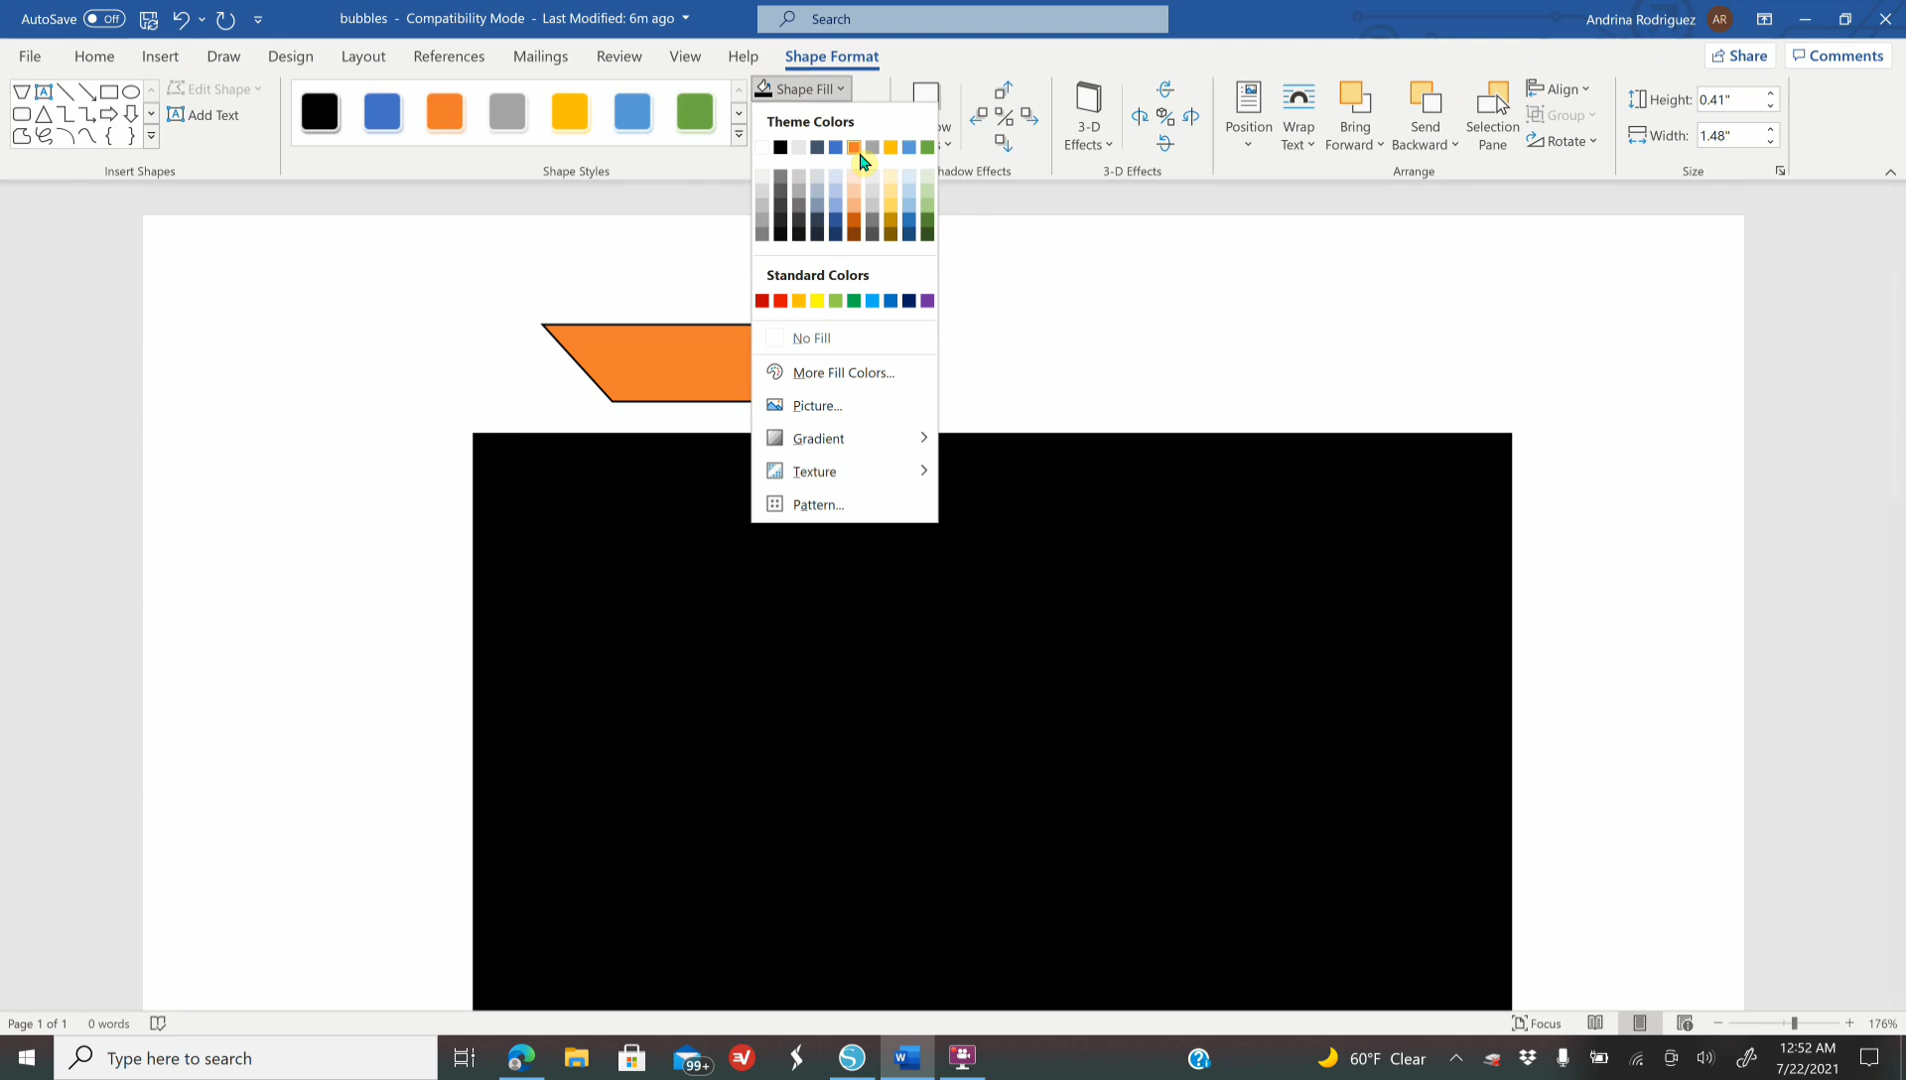 AutoSave Off bubbles - Compatibility Mode - Last Modified: 6m ago Search Andrina Rodriguez AR
File Home Insert Draw Design Layout References Mailings Review View Help Shape Format Share Comments
Edit Shape
Add Text
Insert Shapes
Shape Styles
Shape Fill
Theme Colors
Standard Colors
No Fill
More Fill Colors...
Picture...
Gradient
Texture
Pattern...
3-D
Effects
3-D Effects
Position
Wrap
Text
Bring
Forward
Send
Backward
Selection
Pane
Align
Group
Rotate
Arrange
Height: 0.41"
Width: 1.48"
Size
Page 1 of 1 0 words Focus 176%
Type here to search 99+ 60°F Clear 12:52 AM
7/22/2021